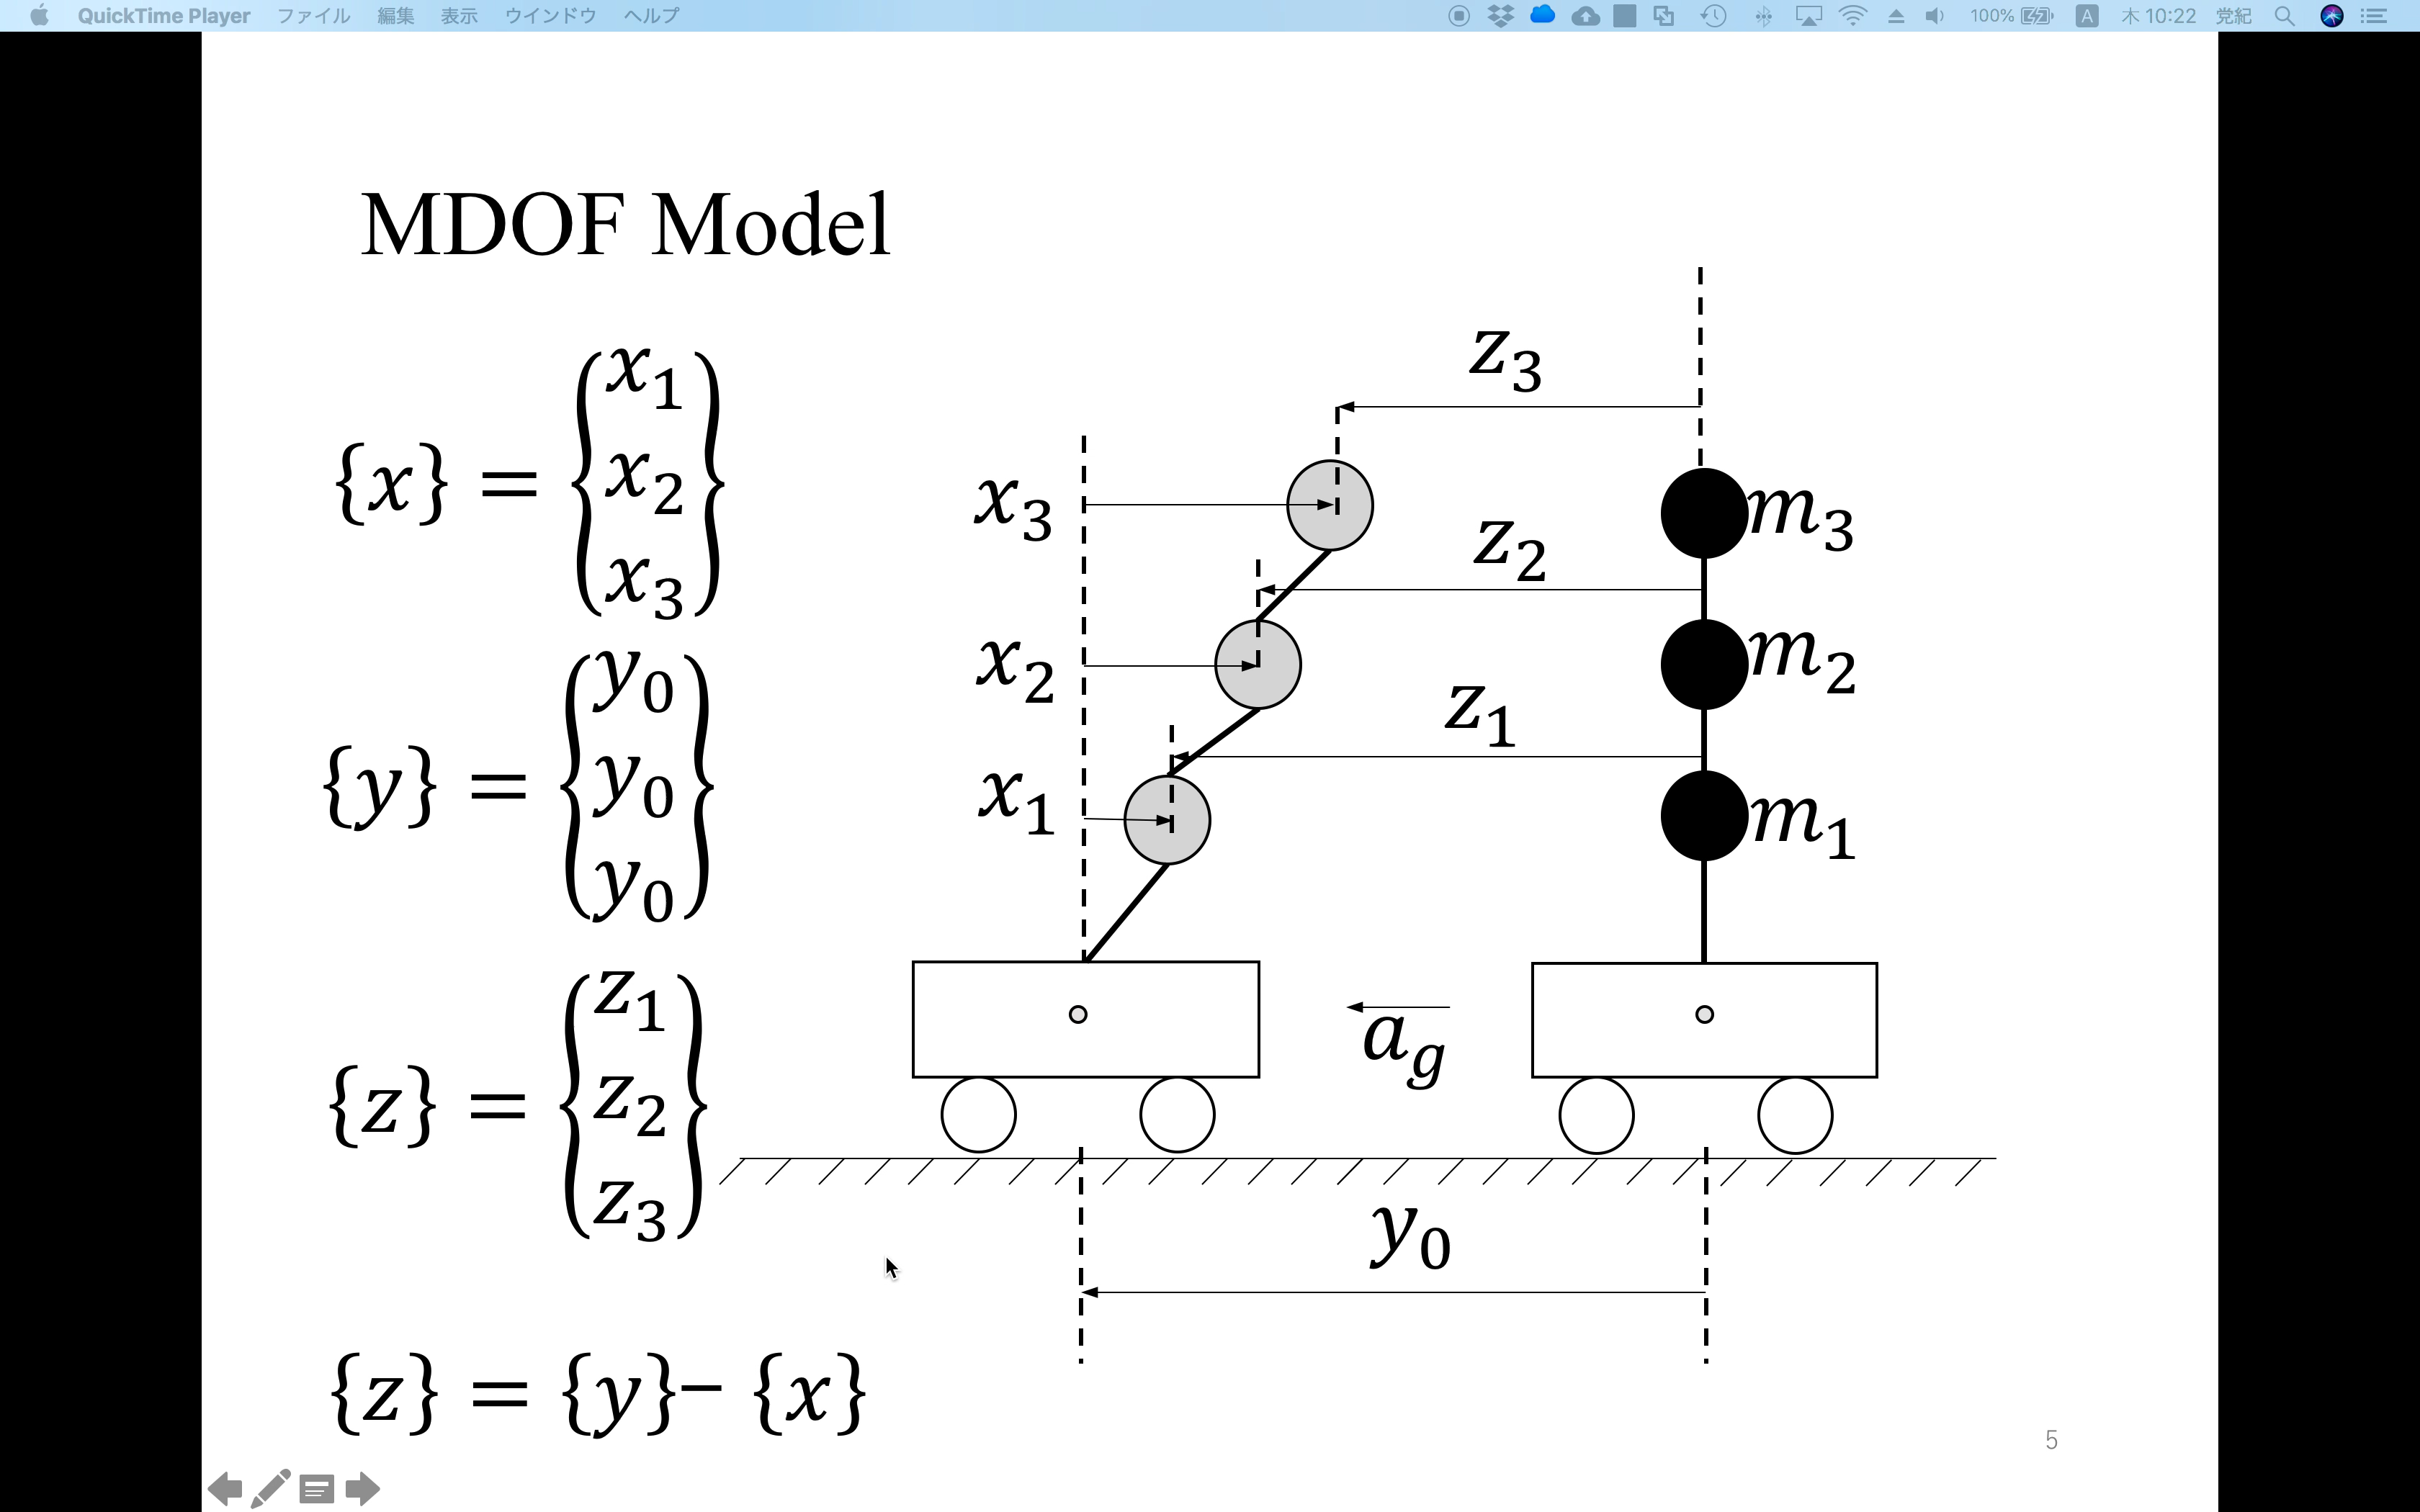 QuickTime Player ファイル 編集 表示 ウインドウ ヘルプ 100% A 木 10:22 党紀
MDOF Model
{x} = {x₁ x₂ x₃}
{y} = {y₀ y₀ y₀}
{z} = {z₁ z₂ z₃}
{z} = {y} − {x}
z₃
x₃
m₃
z₂
x₂
m₂
z₁
x₁
m₁
a_g
y₀
5